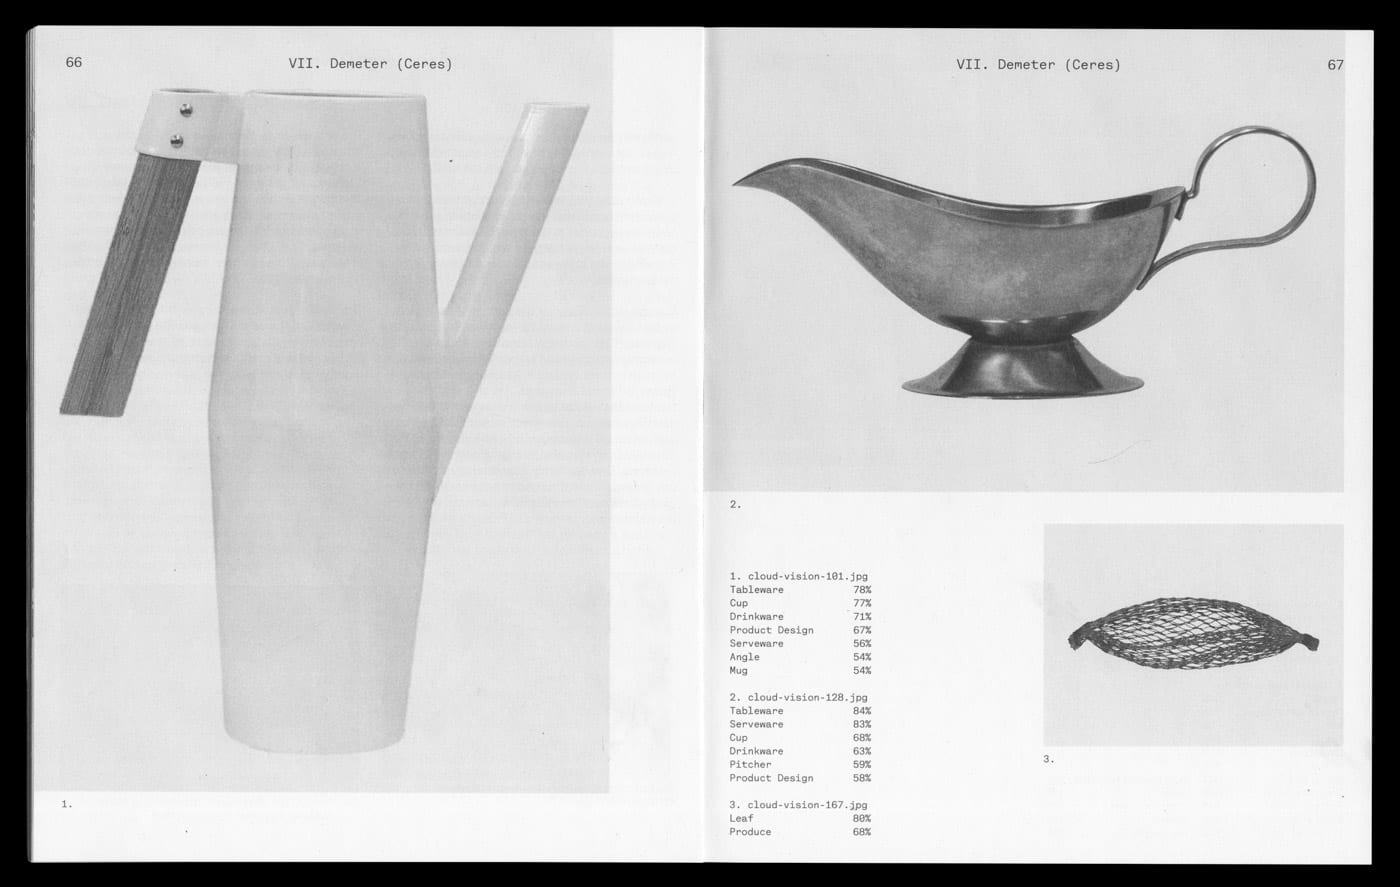 66
VII. Demeter (Ceres)
1.
VII. Demeter (Ceres)
67
2.
1. cloud-vision-101.jpg
Tableware 78%
Cup 77%
Drinkware 71%
Product Design 67%
Serveware 56%
Angle 54%
Mug 54%
2. cloud-vision-128.jpg
Tableware 84%
Serveware 83%
Cup 68%
Drinkware 63%
Pitcher 59%
Product Design 58%
3. cloud-vision-167.jpg
Leaf 80%
Produce 68%
3.